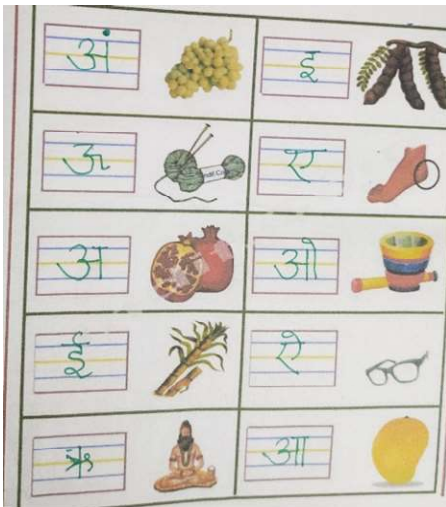 अं इ
ऊ ए
अ ओ
ई ऐ
ऋ आ